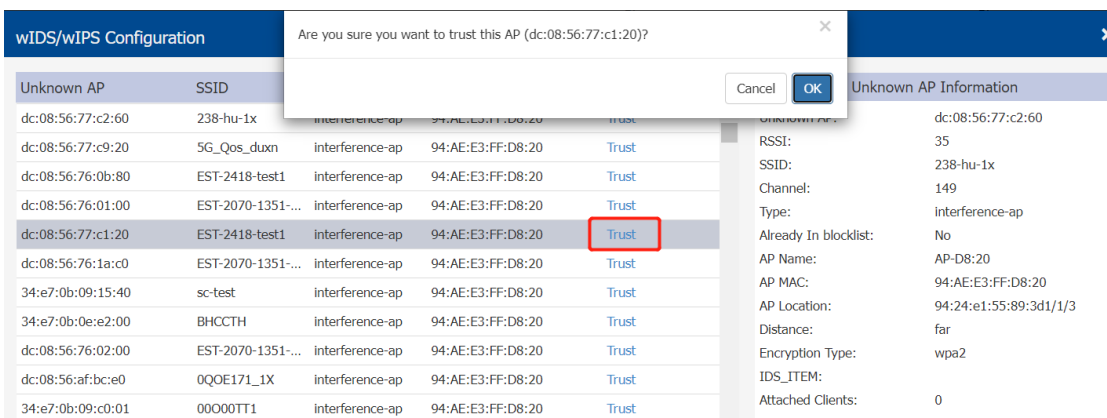 wIDS/wIPS Configuration
Are you sure you want to trust this AP (dc:08:56:77:c1:20)?
Cancel OK
Unknown AP SSID
Unknown AP Information
dc:08:56:77:c2:60 238-hu-1x interference-ap 94:AE:E3:FF:D8:20 Trust
dc:08:56:77:c9:20 5G_Qos_duxn interference-ap 94:AE:E3:FF:D8:20 Trust
dc:08:56:76:0b:80 EST-2418-test1 interference-ap 94:AE:E3:FF:D8:20 Trust
dc:08:56:76:01:00 EST-2070-1351-... interference-ap 94:AE:E3:FF:D8:20 Trust
dc:08:56:77:c1:20 EST-2418-test1 interference-ap 94:AE:E3:FF:D8:20 Trust
dc:08:56:76:1a:c0 EST-2070-1351-... interference-ap 94:AE:E3:FF:D8:20 Trust
34:e7:0b:09:15:40 sc-test interference-ap 94:AE:E3:FF:D8:20 Trust
34:e7:0b:0e:e2:00 BHCCTH interference-ap 94:AE:E3:FF:D8:20 Trust
dc:08:56:76:02:00 EST-2070-1351-... interference-ap 94:AE:E3:FF:D8:20 Trust
dc:08:56:af:bc:e0 0QOE171_1X interference-ap 94:AE:E3:FF:D8:20 Trust
34:e7:0b:09:c0:01 00O00TT1 interference-ap 94:AE:E3:FF:D8:20 Trust
Unknown AP: dc:08:56:77:c2:60
RSSI: 35
SSID: 238-hu-1x
Channel: 149
Type: interference-ap
Already In blocklist: No
AP Name: AP-D8:20
AP MAC: 94:AE:E3:FF:D8:20
AP Location: 94:24:e1:55:89:3d1/1/3
Distance: far
Encryption Type: wpa2
IDS_ITEM:
Attached Clients: 0